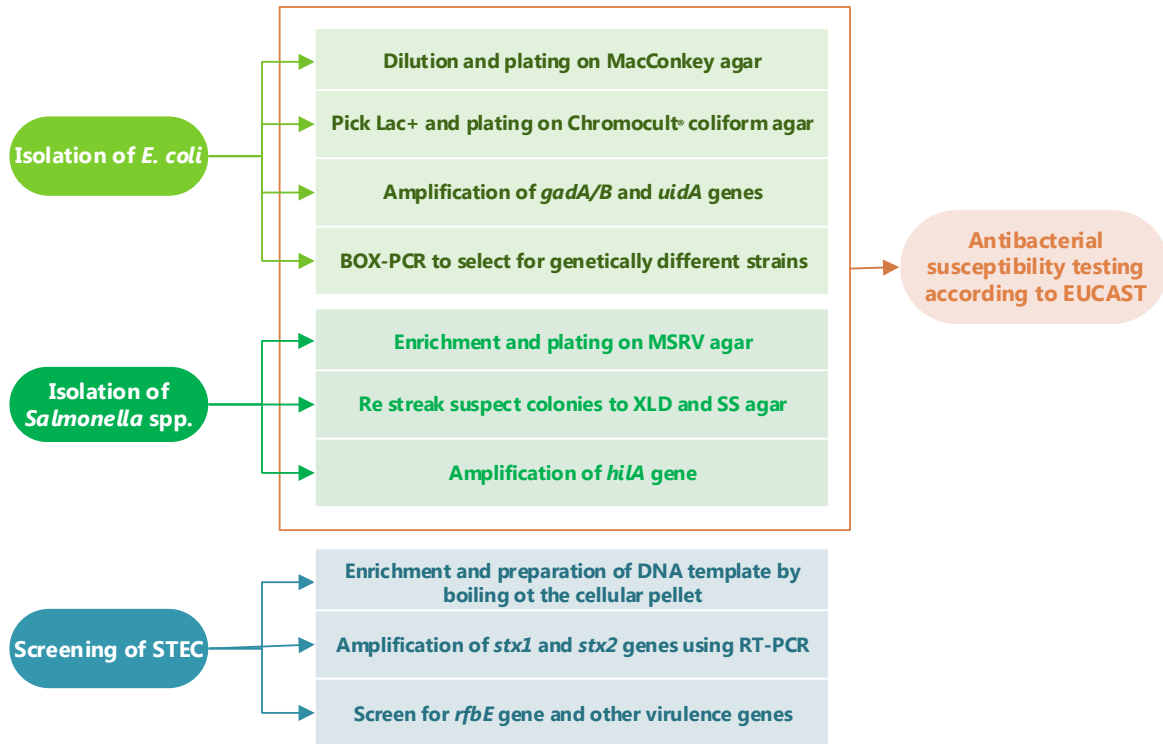 Isolation of E. coli
Dilution and plating on MacConkey agar
Pick Lac+ and plating on Chromocult® coliform agar
Amplification of gadA/B and uidA genes
BOX-PCR to select for genetically different strains
Isolation of
Salmonella spp.
Enrichment and plating on MSRV agar
Re streak suspect colonies to XLD and SS agar
Amplification of hilA gene
Antibacterial
susceptibility testing
according to EUCAST
Screening of STEC
Enrichment and preparation of DNA template by
boiling ot the cellular pellet
Amplification of stx1 and stx2 genes using RT-PCR
Screen for rfbE gene and other virulence genes